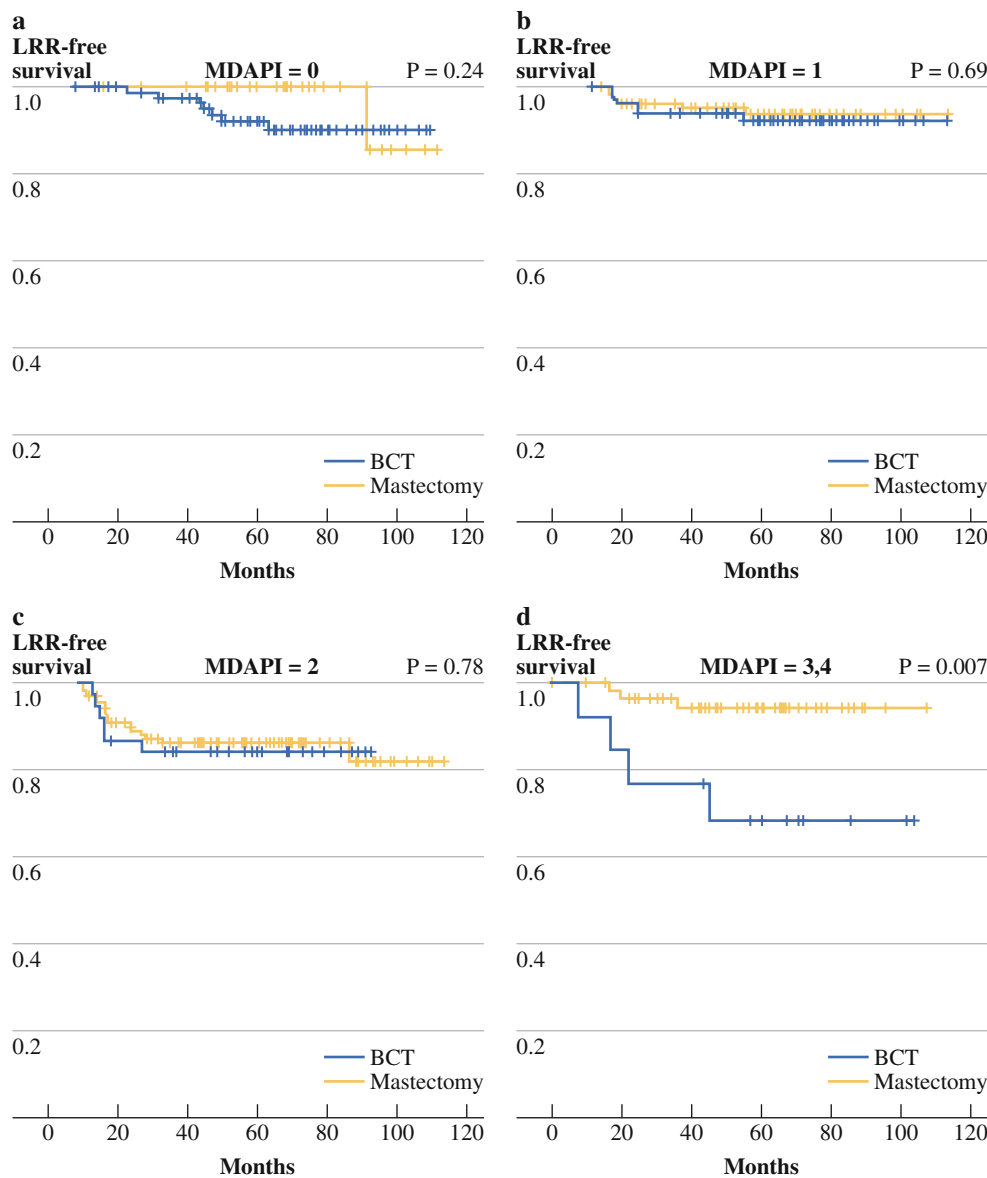 a
LRR-free
survival
MDAPI = 0
P = 0.24
1.0
0.8
0.6
0.4
0.2
BCT
Mastectomy
0 20 40 60 80 100 120
Months
b
LRR-free
survival
MDAPI = 1
P = 0.69
1.0
0.8
0.6
0.4
0.2
BCT
Mastectomy
0 20 40 60 80 100 120
Months
c
LRR-free
survival
MDAPI = 2
P = 0.78
1.0
0.8
0.6
0.4
0.2
BCT
Mastectomy
0 20 40 60 80 100 120
Months
d
LRR-free
survival
MDAPI = 3,4
P = 0.007
1.0
0.8
0.6
0.4
0.2
BCT
Mastectomy
0 20 40 60 80 100 120
Months